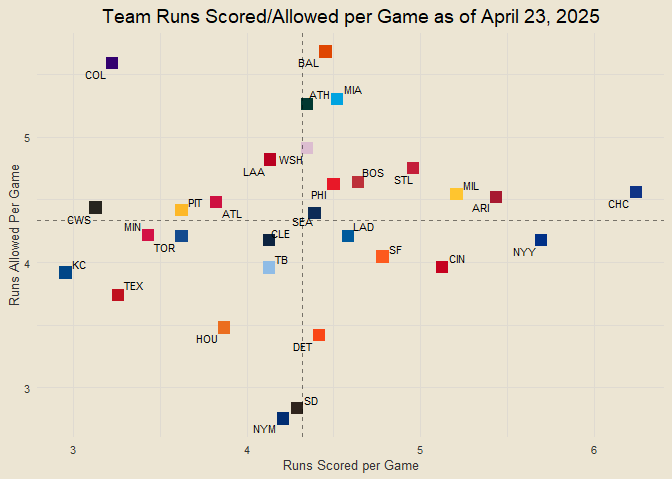 Team Runs Scored/Allowed per Game as of April 23, 2025
BAL
COL
MIA
ATH
5
WSH
LAA
BOS
STL
PHI
MIL
ARI
CHC
PIT
ATL
CWS
SEA
MIN
TOR
CLE
LAD
NYY
4
SF
KC
TB
CIN
TEX
HOU
DET
3
SD
NYM
3
4
5
6
Runs Scored per Game
Runs Allowed Per Game